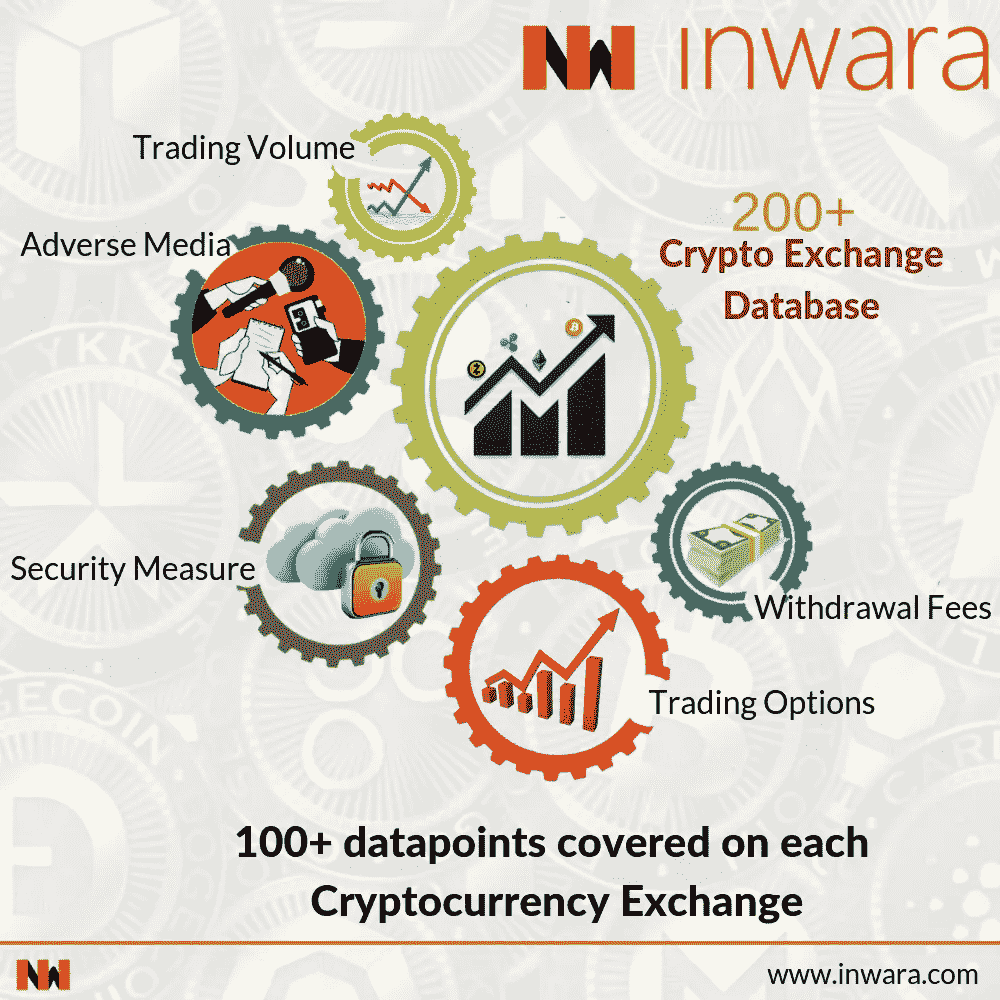 inwara
Trading Volume
Adverse Media
200+
Crypto Exchange
Database
Security Measure
Withdrawal Fees
Trading Options
100+ datapoints covered on each
Cryptocurrency Exchange
www.inwara.com